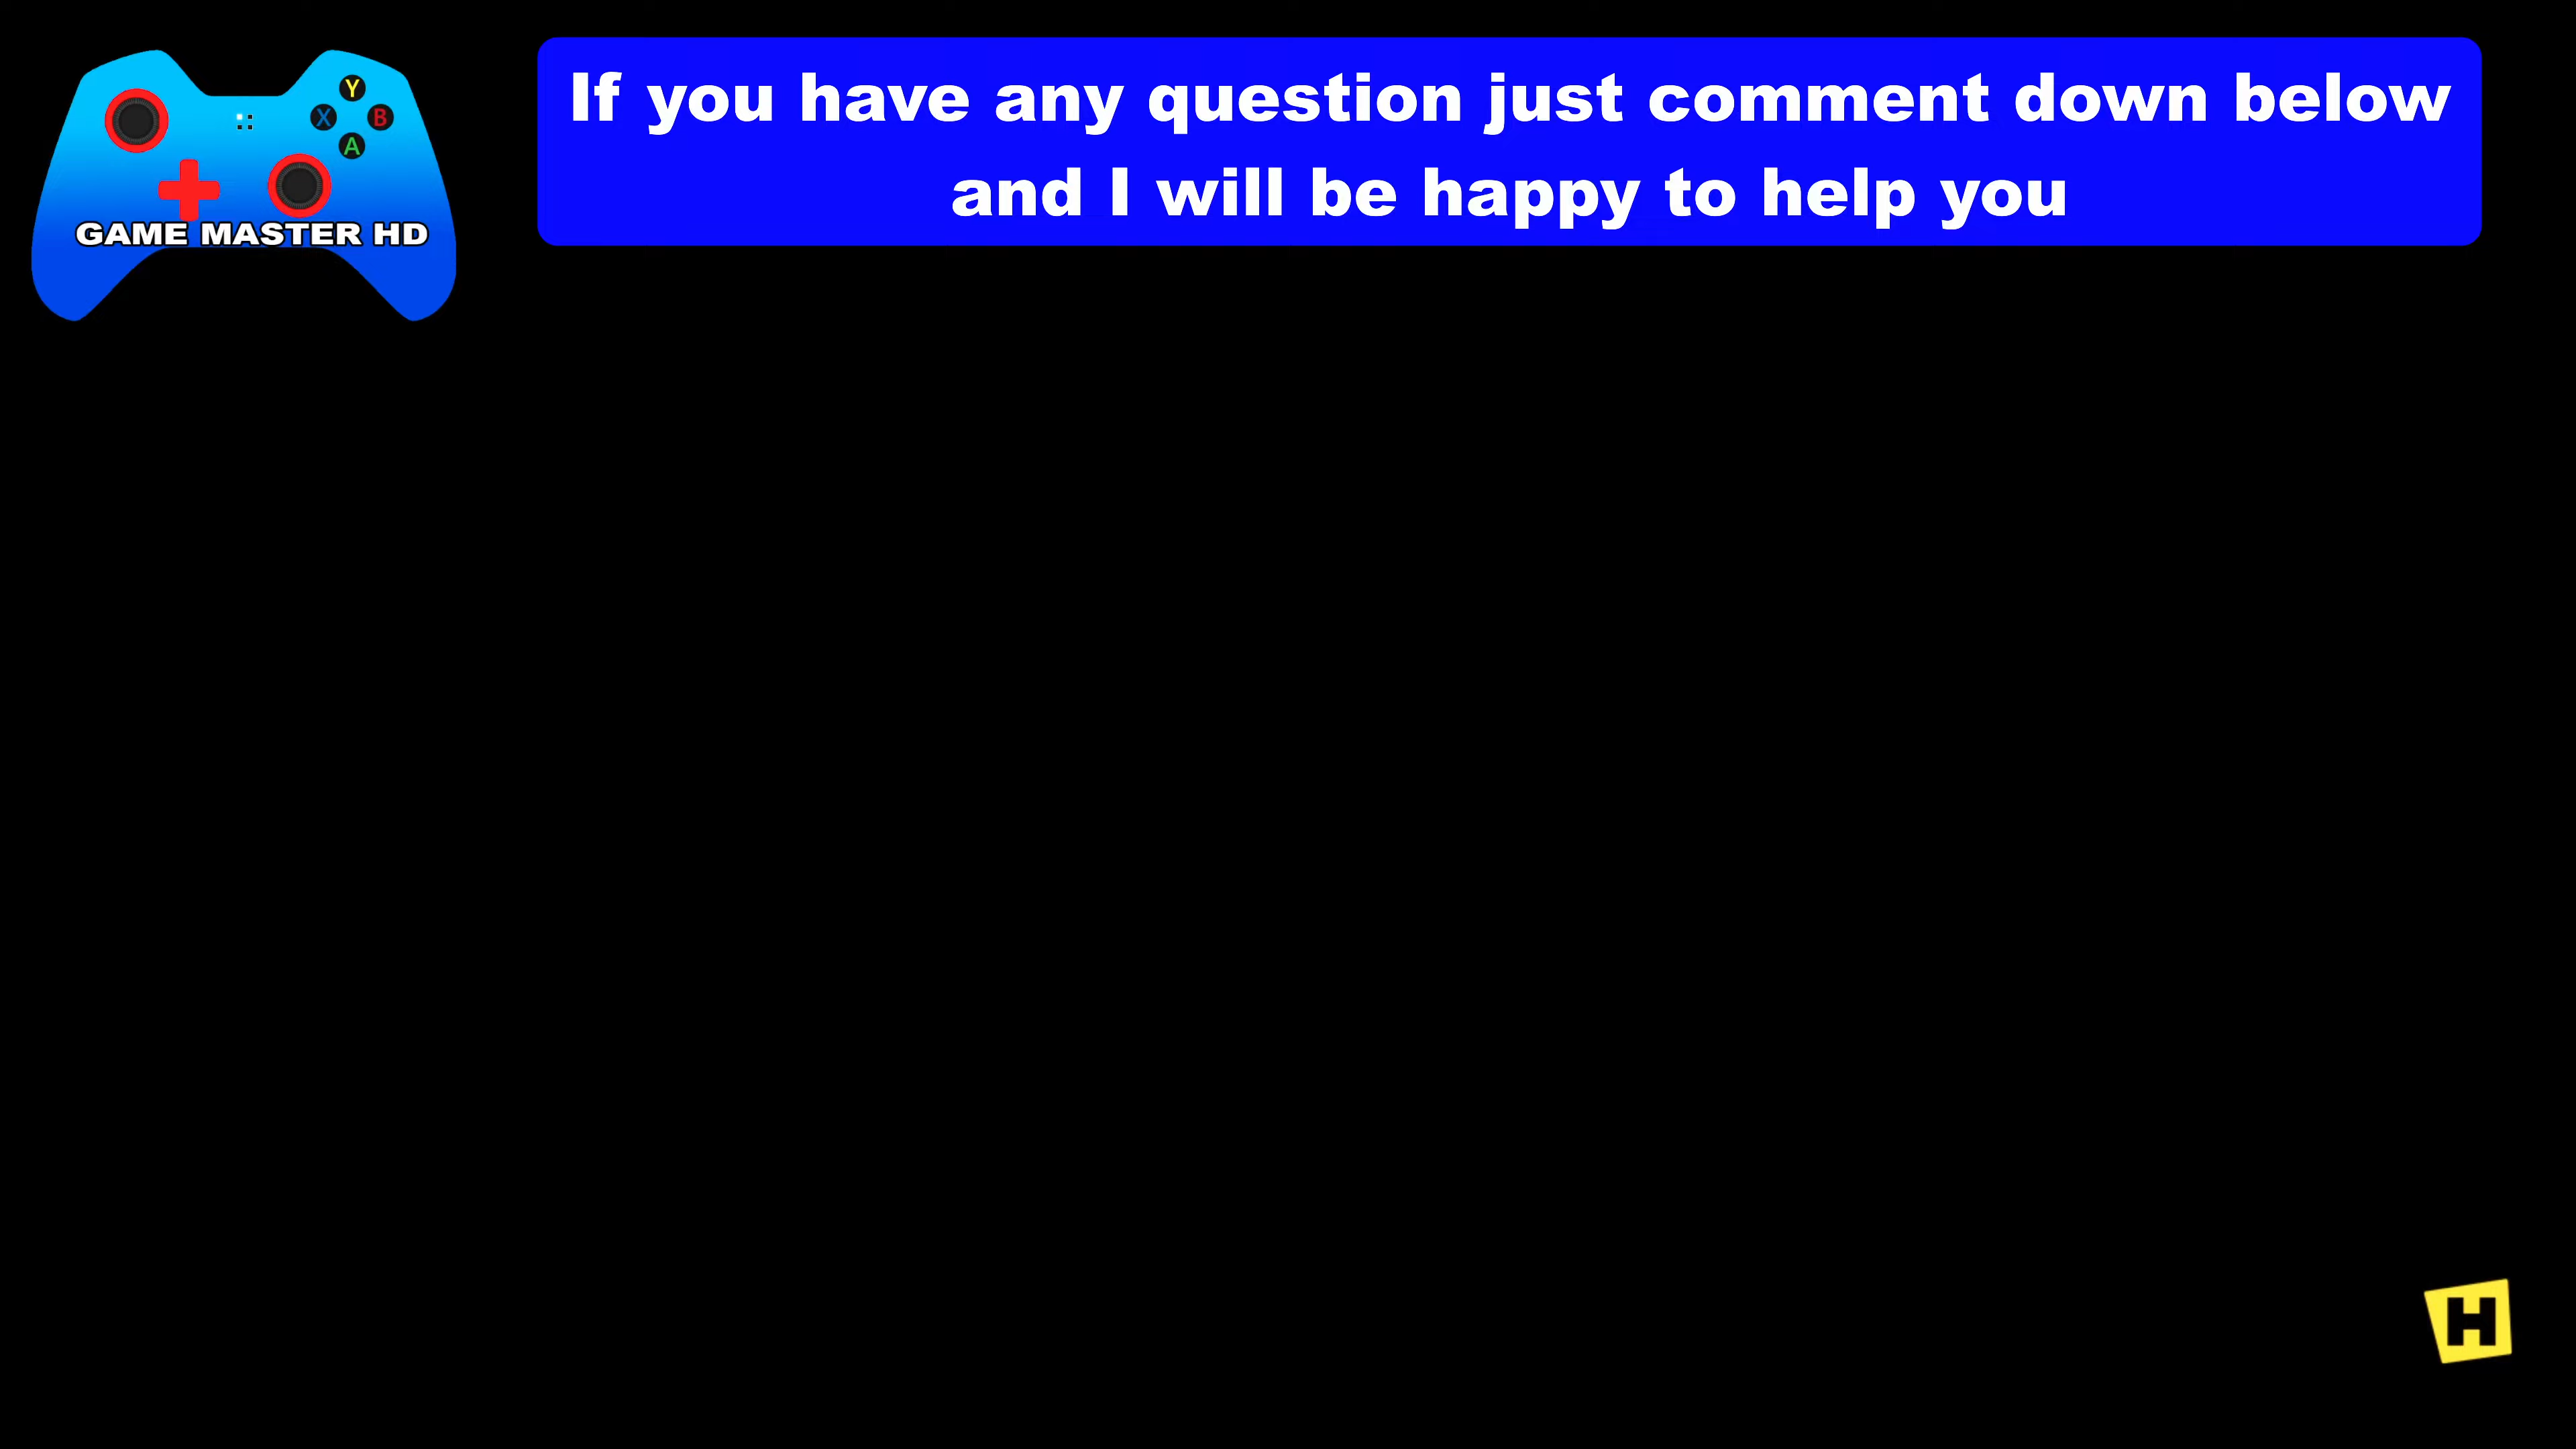 If you have any question just comment down below
and I will be happy to help you
Y
X
B
A
GAME MASTER HD
H